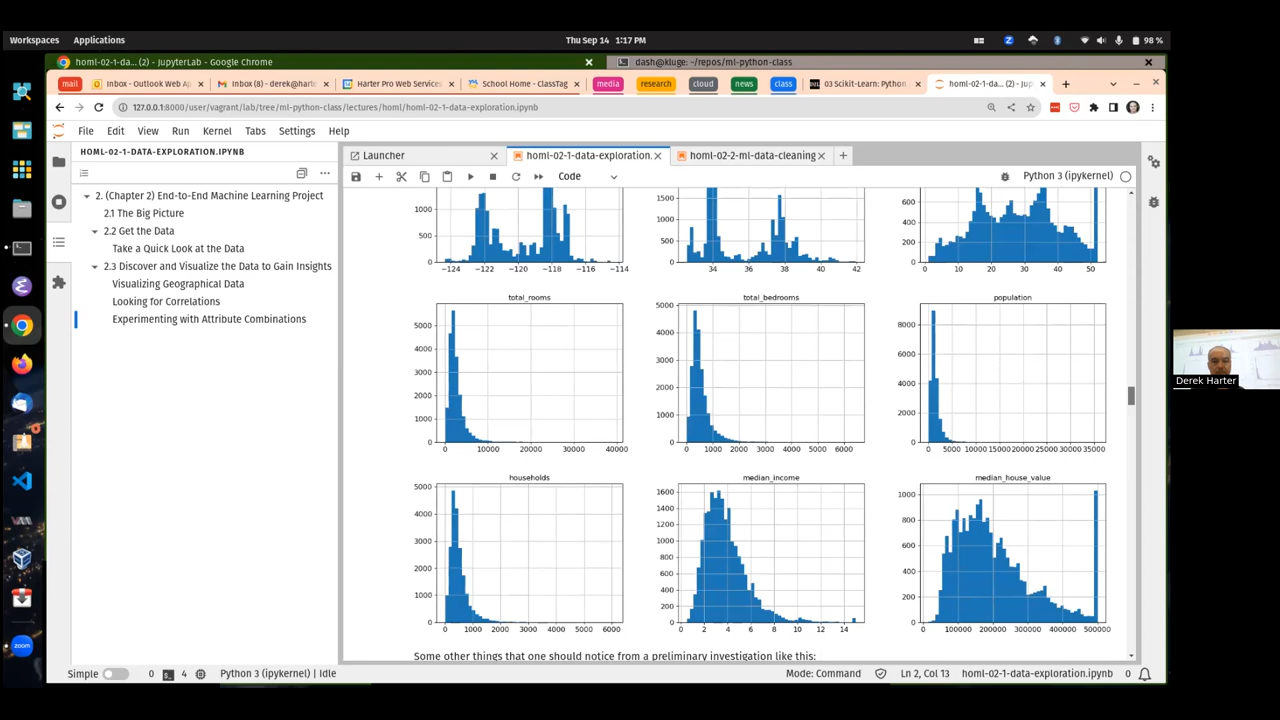 Workspaces Applications Thu Sep 14 1:17 PM 98 %
homl-02-1-da... (2) - JupyterLab - Google Chrome dash@kluge: ~/repos/ml-python-class
mail Inbox - Outlook Web Ap Inbox (8) - derek@harto Harter Pro Web Services School Home - ClassTag media research cloud news class 03 Scikit-Learn: Python homl-02-1-da... (2) - Jup
127.0.0.1:8000/user/vagrant/lab/tree/ml-python-class/lectures/homl/homl-02-1-data-exploration.ipynb
File Edit View Run Kernel Tabs Settings Help
HOML-02-1-DATA-EXPLORATION.IPYNB
Launcher homl-02-1-data-exploration. homl-02-2-ml-data-cleaning
Code Python 3 (ipykernel)
2. (Chapter 2) End-to-End Machine Learning Project
2.1 The Big Picture
2.2 Get the Data
Take a Quick Look at the Data
2.3 Discover and Visualize the Data to Gain Insights
Visualizing Geographical Data
Looking for Correlations
Experimenting with Attribute Combinations
1000
500
0
−124 −122 −120 −118 −116 −114
1500
1000
500
0
34 36 38 40 42
600
400
200
0
0 10 20 30 40 50
total_rooms
5000
4000
3000
2000
1000
0
0 10000 20000 30000 40000
total_bedrooms
5000
4000
3000
2000
1000
0
0 1000 2000 3000 4000 5000 6000
population
8000
6000
4000
2000
0
0 5000 10000 15000 20000 25000 30000 35000
households
5000
4000
3000
2000
1000
0
0 1000 2000 3000 4000 5000 6000
median_income
1600
1400
1200
1000
800
600
400
200
0
0 2 4 6 8 10 12 14
median_house_value
1000
800
600
400
200
0
0 100000 200000 300000 400000 500000
Some other things that one should notice from a preliminary investigation like this:
Simple 0 4 Python 3 (ipykernel) | Idle Mode: Command Ln 2, Col 13 homl-02-1-data-exploration.ipynb 0
zoom
Derek Harter